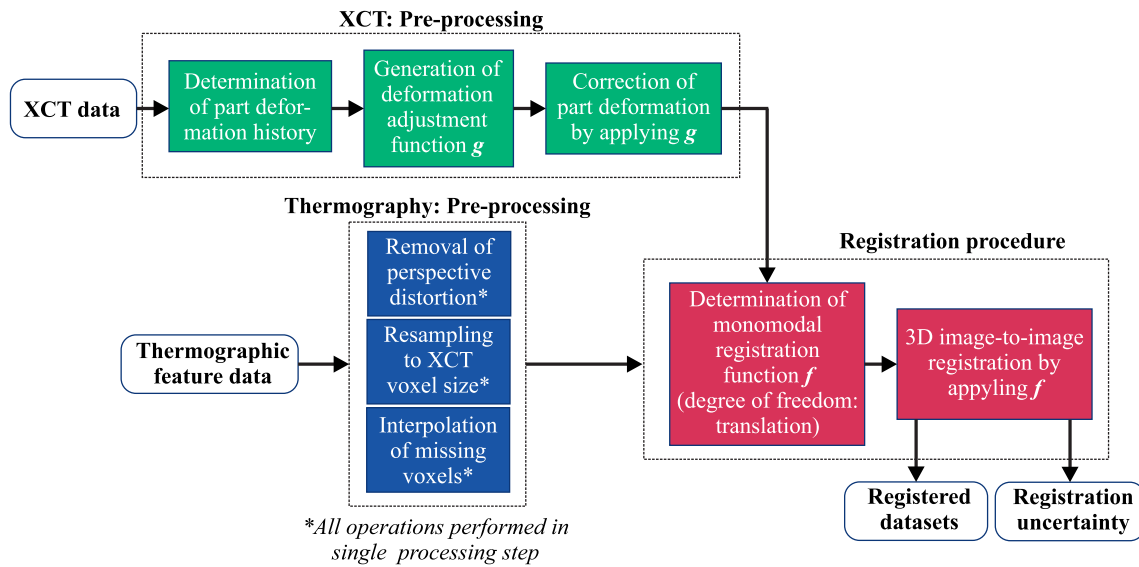 XCT: Pre-processing
XCT data
Determination
of part defor-
mation history
Generation of
deformation
adjustment
function g
Correction of
part deformation
by applying g
Thermography: Pre-processing
Thermographic
feature data
Removal of
perspective
distortion*
Resampling
to XCT
voxel size*
Interpolation
of missing
voxels*
*All operations performed in
single processing step
Registration procedure
Determination of
monomodal
registration
function f
(degree of freedom:
translation)
3D image-to-image
registration by
appyling f
Registered
datasets
Registration
uncertainty